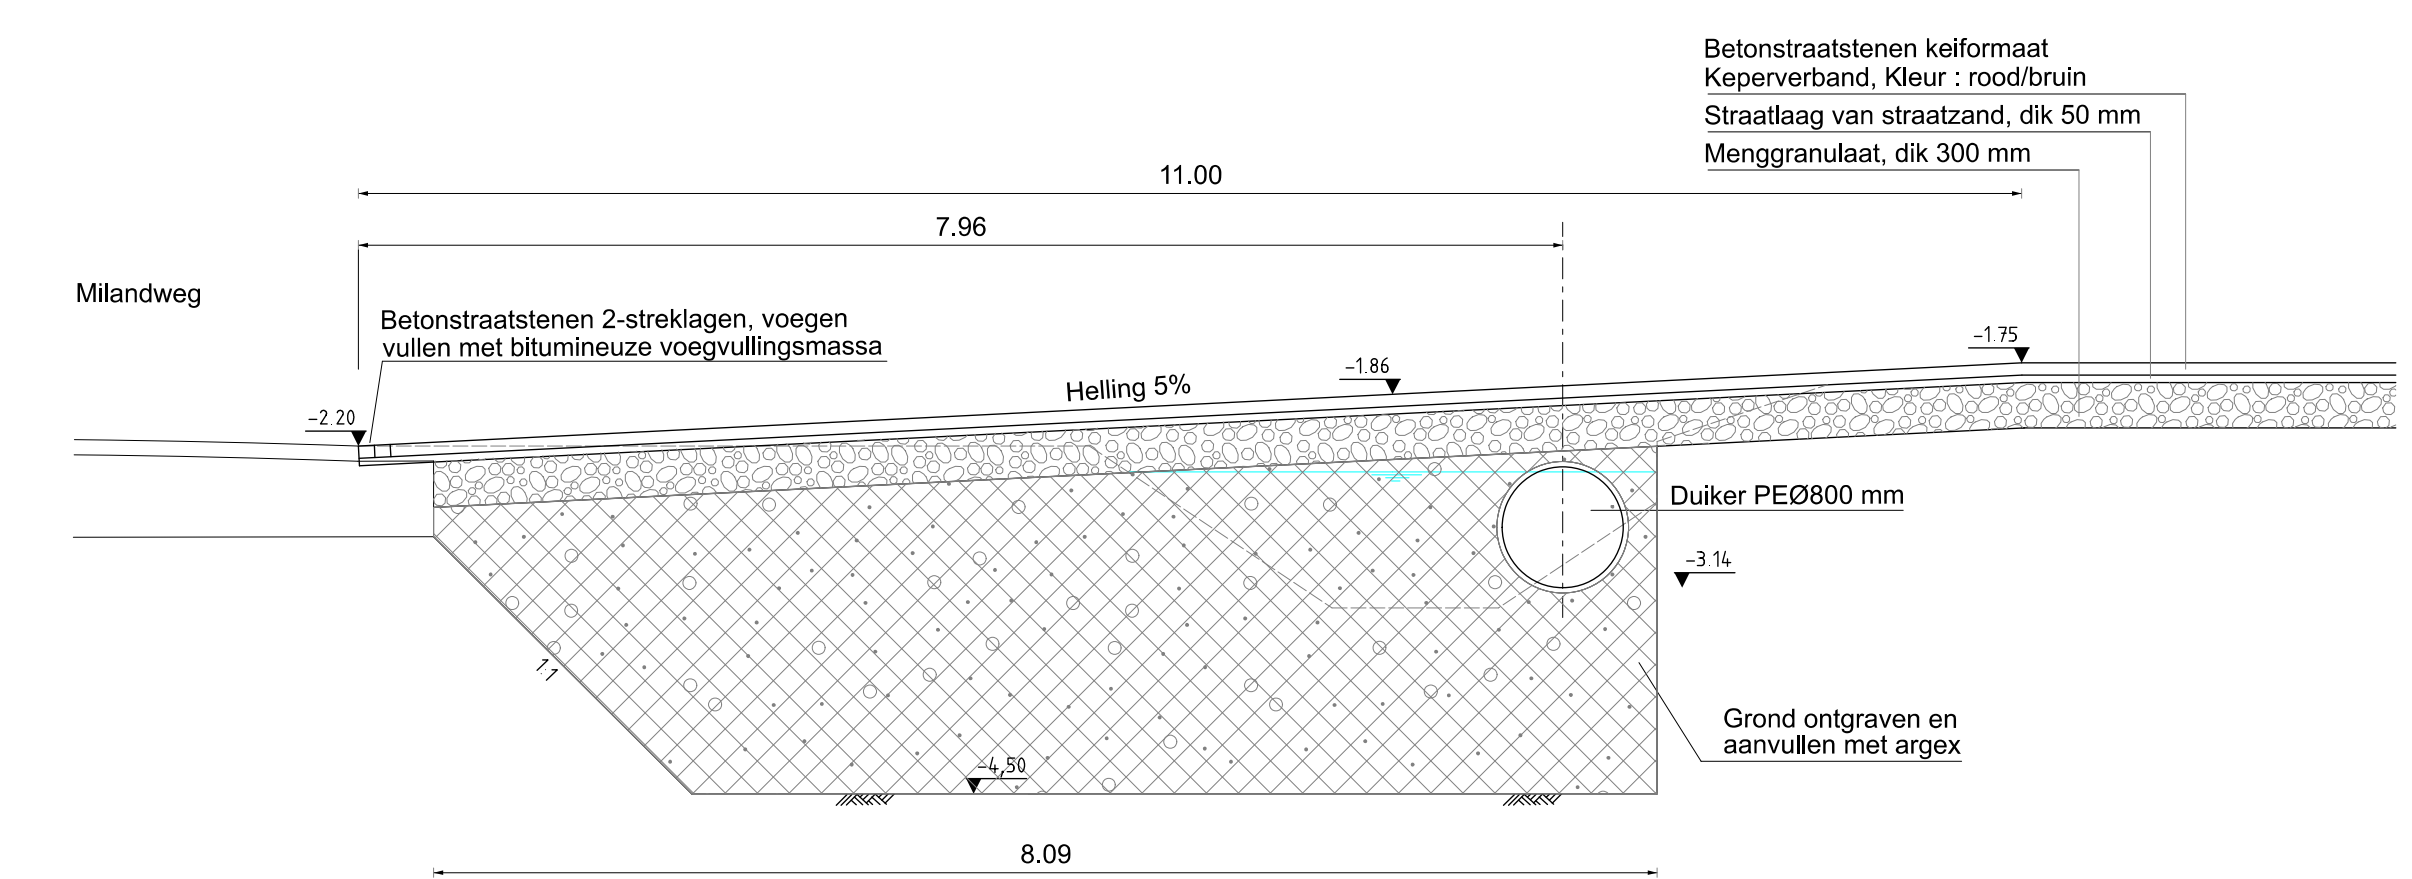 Betonstraatstenen keiformaat
Keperverband, Kleur : rood/bruin
Straatlaag van straatzand, dik 50 mm
Menggranulaat, dik 300 mm
11.00
7.96
Milandweg
Betonstraatstenen 2-streklagen, voegen
vullen met bitumineuze voegvullingsmassa
-1.75
-1.86
Helling 5%
-2.20
Duiker PEØ800 mm
-3.14
1:1
Grond ontgraven en
aanvullen met argex
-4,50
8.09